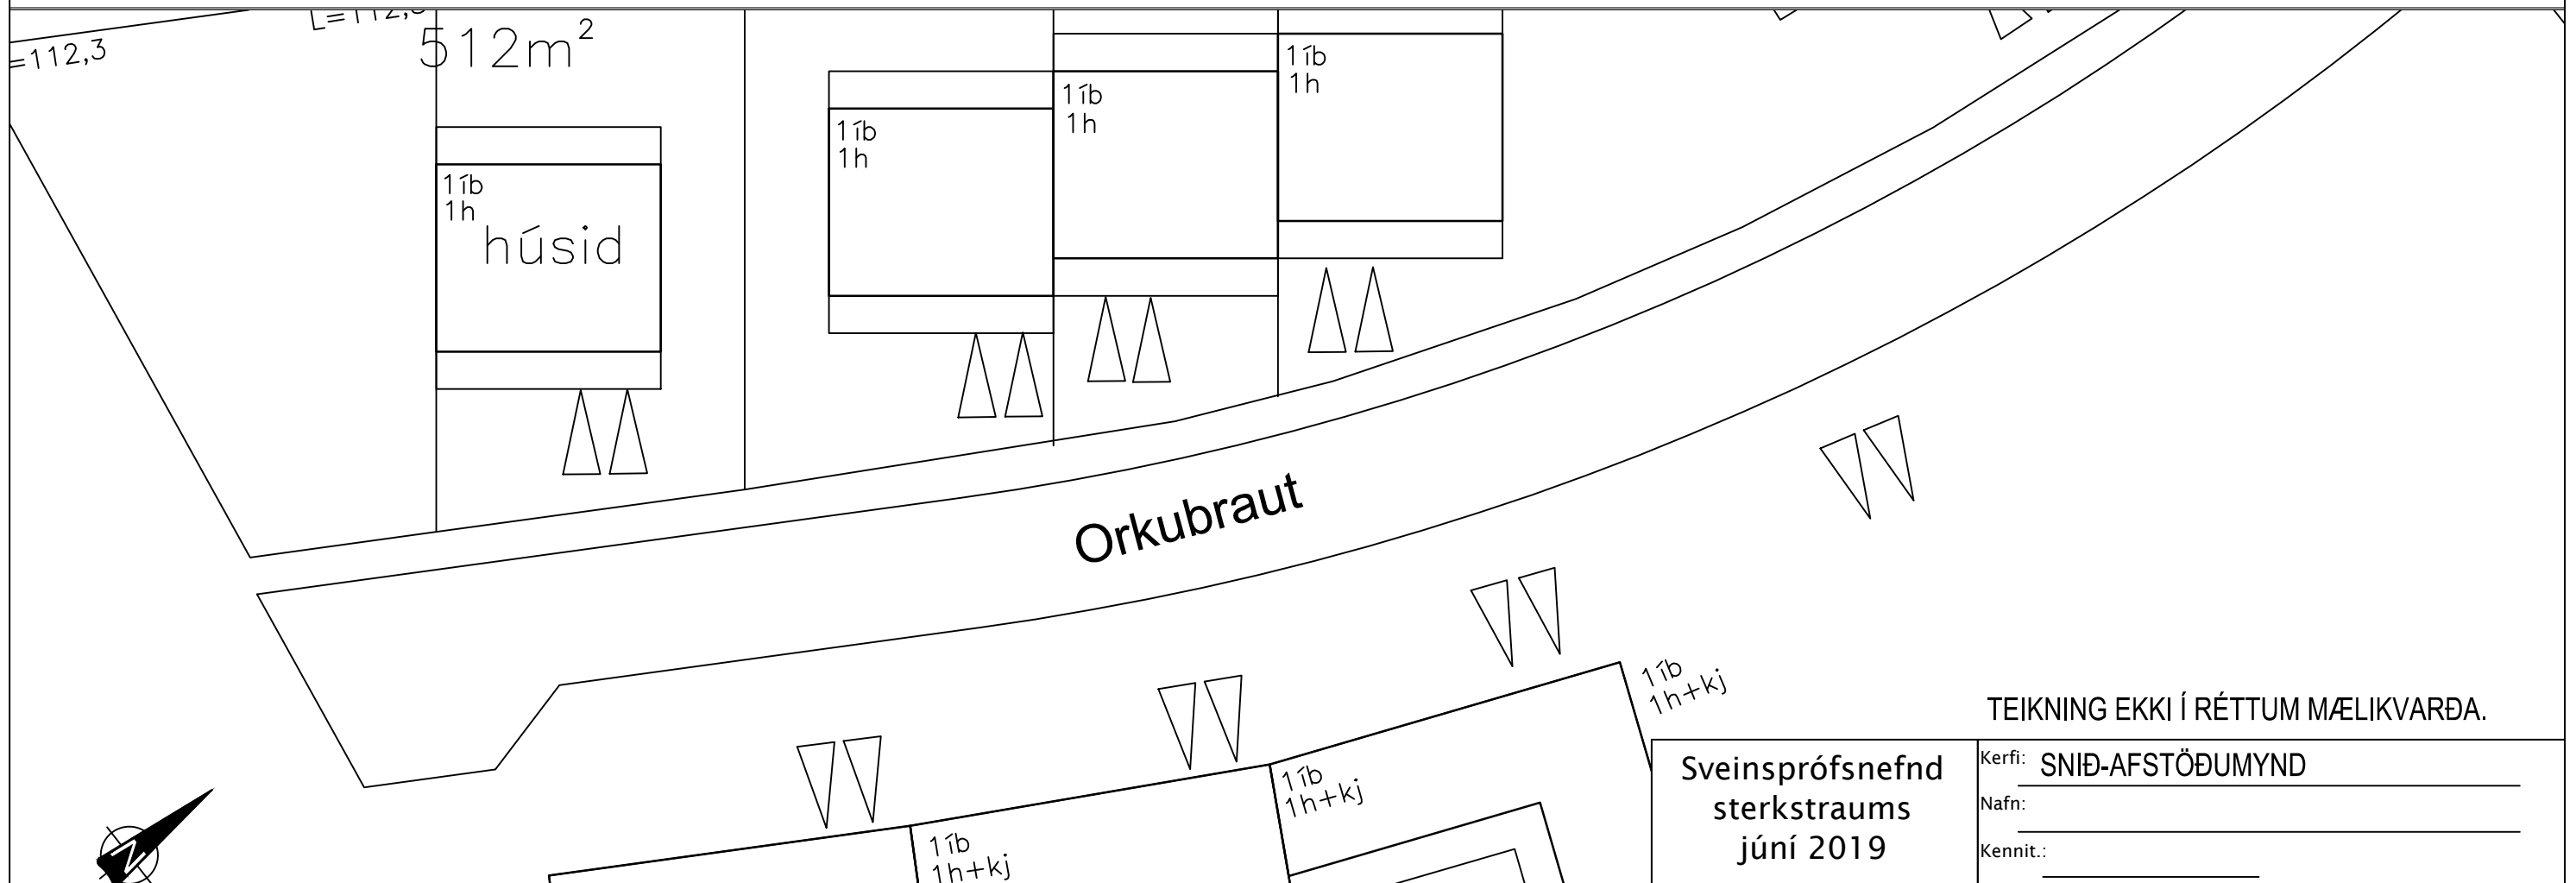 =112,3
512m²
1íb
1h
húsid
1íb
1h
1íb
1h
1íb
1h
Orkubraut
1íb
1h+kj
1íb
1h+kj
1íb
1h+kj
N
TEIKNING EKKI Í RÉTTUM MÆLIKVARÐA.
Sveinsprófsnefnd
sterkstraums
júní 2019
Kerfi: SNIÐ-AFSTÖÐUMYND
Nafn:
Kennit.: